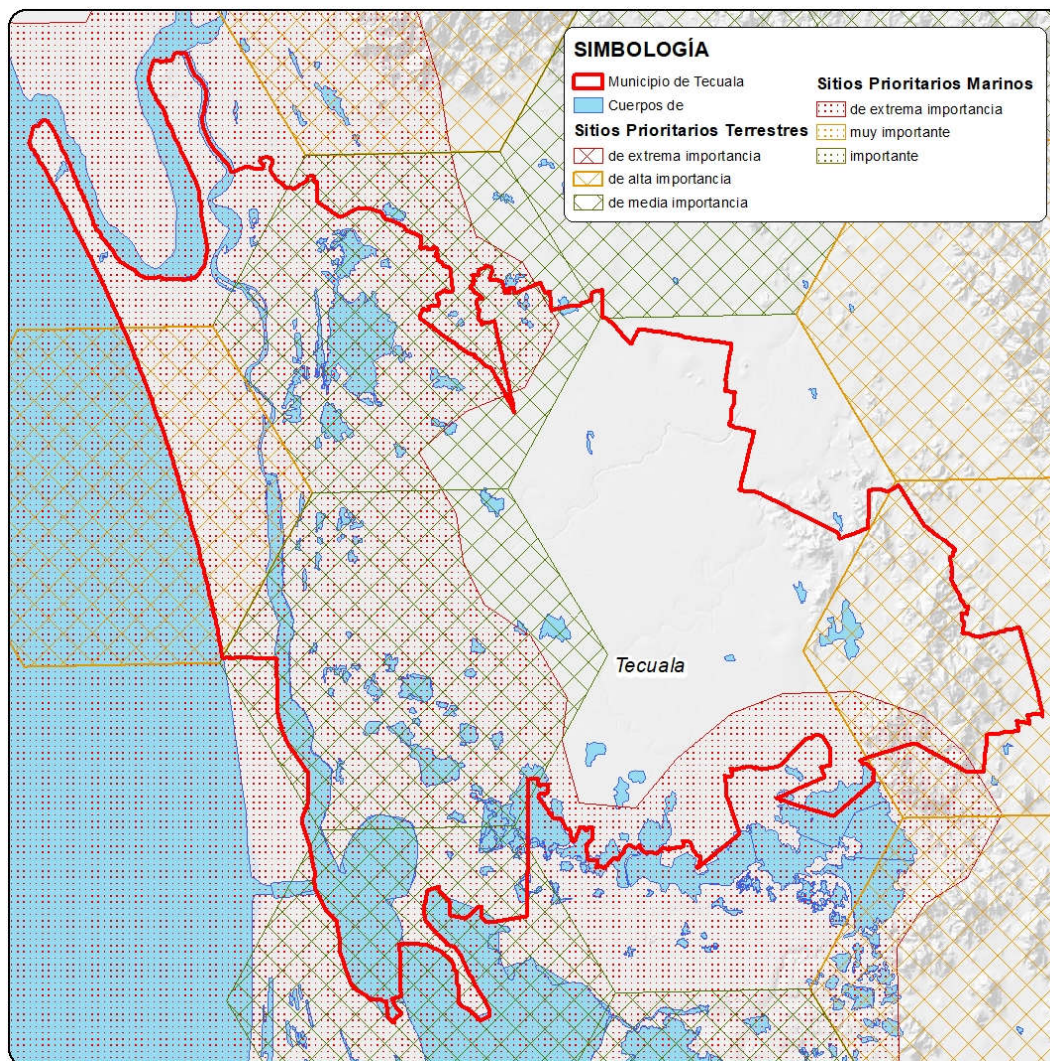 SIMBOLOGÍA
Municipio de Tecuala
Cuerpos de
Sitios Prioritarios Terrestres
de extrema importancia
de alta importancia
de media importancia
Sitios Prioritarios Marinos
de extrema importancia
muy importante
importante
Tecuala